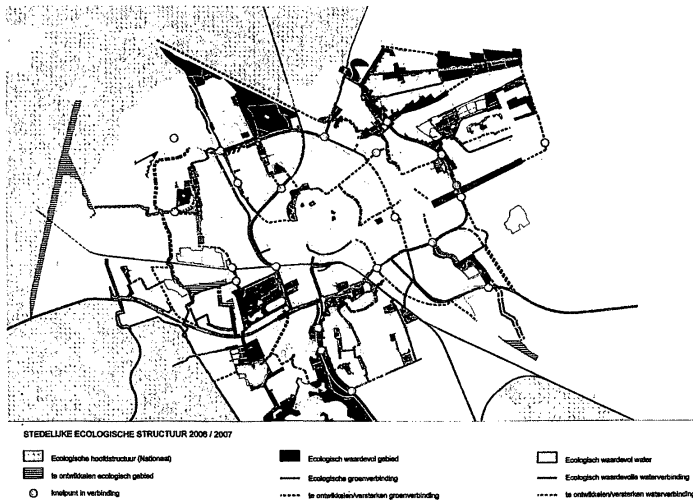 STEDELIJKE ECOLOGISCHE STRUCTUUR 2006 / 2007
Ecologische hoofdstructuur (Nationaal)
te ontwikkelen ecologisch gebied
knelpunt in verbinding
Ecologisch waardevol gebied
Ecologische groenverbinding
te ontwikkelen/versterken groenverbinding
Ecologisch waardevol water
Ecologisch waardevolle waterverbinding
te ontwikkelen/versterken waterverbinding